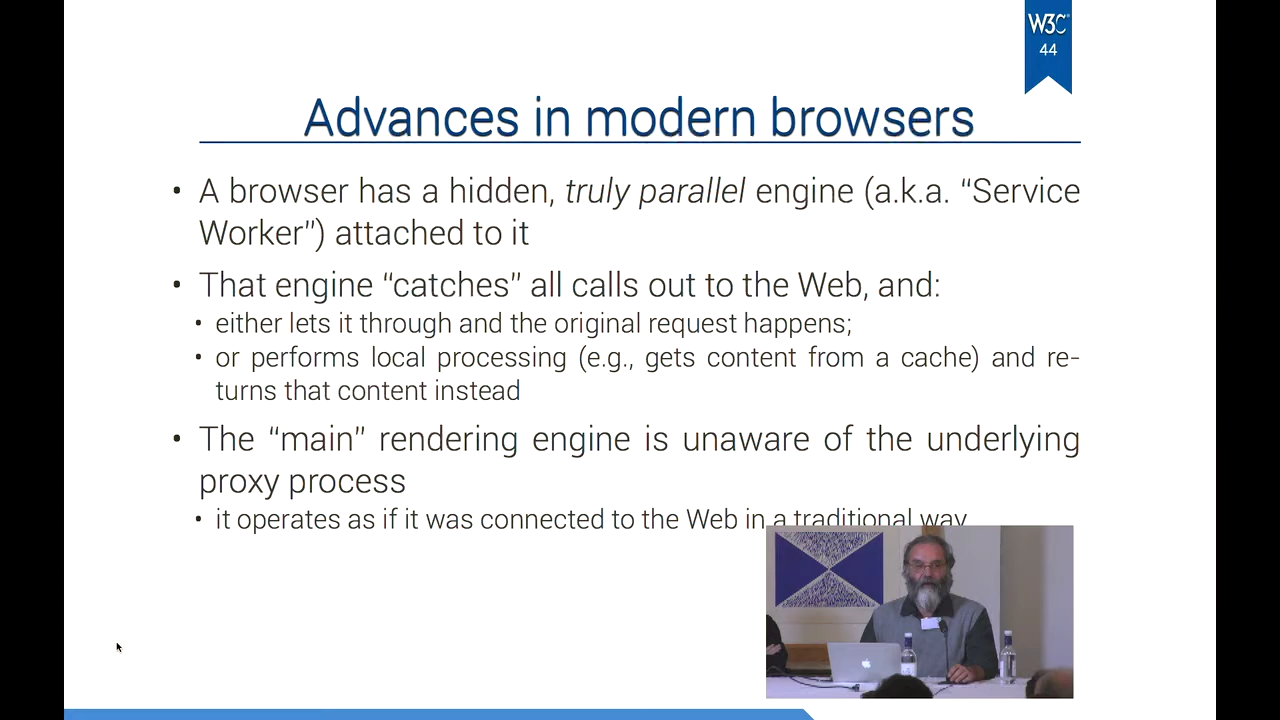 W3C
44
Advances in modern browsers
• A browser has a hidden, truly parallel engine (a.k.a. “Service
Worker”) attached to it
• That engine “catches” all calls out to the Web, and:
• either lets it through and the original request happens;
• or performs local processing (e.g., gets content from a cache) and re-
turns that content instead
• The “main” rendering engine is unaware of the underlying
proxy process
• it operates as if it was connected to the Web in a traditional way